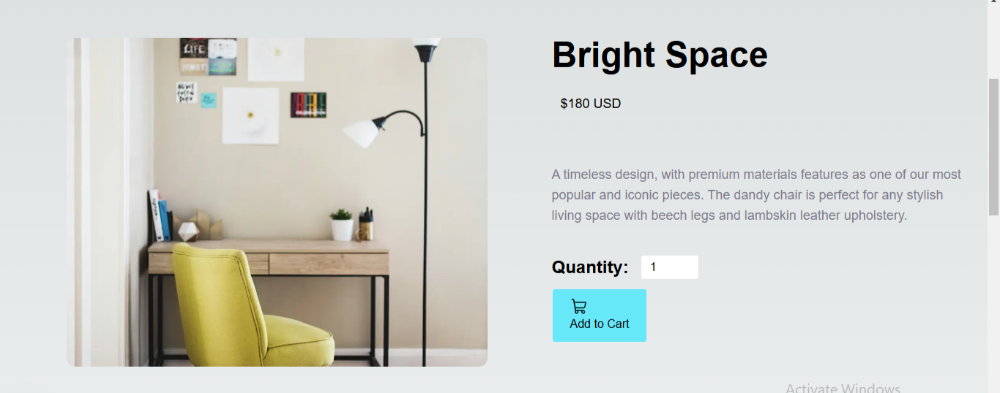 LIFE
Bright Space
$180 USD
A timeless design, with premium materials features as one of our most
popular and iconic pieces. The dandy chair is perfect for any stylish
living space with beech legs and lambskin leather upholstery.
Quantity: 1
Add to Cart
Activate Windows